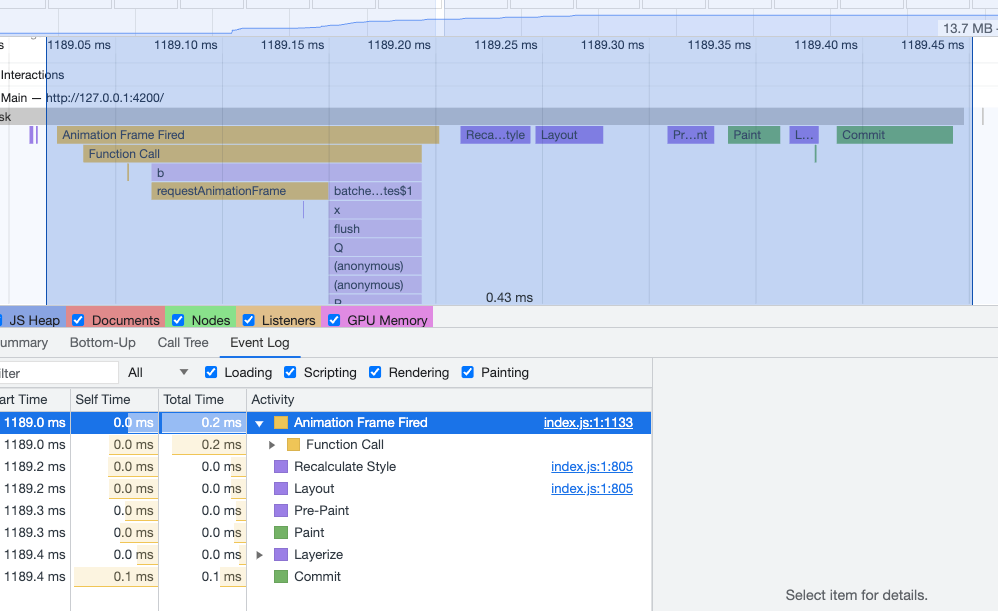 13.7 MB -
s 1189.05 ms 1189.10 ms 1189.15 ms 1189.20 ms 1189.25 ms 1189.30 ms 1189.35 ms 1189.40 ms 1189.45 ms
Interactions
Main — http://127.0.0.1:4200/
sk
Animation Frame Fired Reca…tyle Layout Pr…nt Paint L… Commit
Function Call
b
requestAnimationFrame batche…tes$1
x
flush
Q
(anonymous)
(anonymous)
0.43 ms
JS Heap Documents Nodes Listeners GPU Memory
ummary Bottom-Up Call Tree Event Log
ilter All Loading Scripting Rendering Painting
art Time Self Time Total Time Activity
1189.0 ms 0.0 ms 0.2 ms Animation Frame Fired index.js:1:1133
1189.0 ms 0.0 ms 0.2 ms Function Call
1189.2 ms 0.0 ms 0.0 ms Recalculate Style index.js:1:805
1189.2 ms 0.0 ms 0.0 ms Layout index.js:1:805
1189.3 ms 0.0 ms 0.0 ms Pre-Paint
1189.3 ms 0.0 ms 0.0 ms Paint
1189.4 ms 0.0 ms 0.0 ms Layerize
1189.4 ms 0.1 ms 0.1 ms Commit
Select item for details.